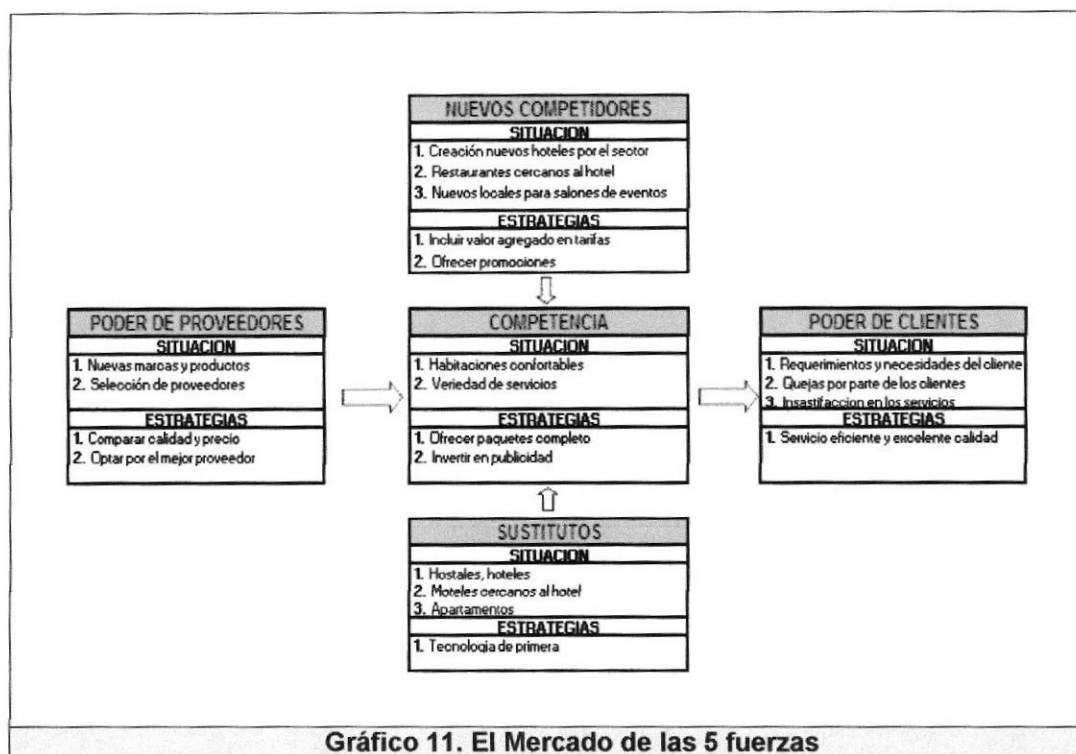 NUEVOS COMPETIDORES
SITUACION
1. Creación nuevos hoteles por el sector
2. Restaurantes cercanos al hotel
3. Nuevos locales para salones de eventos
ESTRATEGIAS
1. Incluir valor agregado en tarifas
2. Ofrecer promociones
PODER DE PROVEEDORES
SITUACION
1. Nuevas marcas y productos
2. Selección de proveedores
ESTRATEGIAS
1. Comparar calidad y precio
2. Optar por el mejor proveedor
COMPETENCIA
SITUACION
1. Habitaciones confortables
2. Veriedad de servicios
ESTRATEGIAS
1. Ofrecer paquetes completo
2. Invertir en publicidad
PODER DE CLIENTES
SITUACION
1. Requerimientos y necesidades del cliente
2. Quejas por parte de los clientes
3. Insastifaccion en los servicios
ESTRATEGIAS
1. Servicio eficiente y excelente calidad
SUSTITUTOS
SITUACION
1. Hostales, hoteles
2. Moteles cercanos al hotel
3. Apartamentos
ESTRATEGIAS
1. Tecnologia de primera
Gráfico 11. El Mercado de las 5 fuerzas